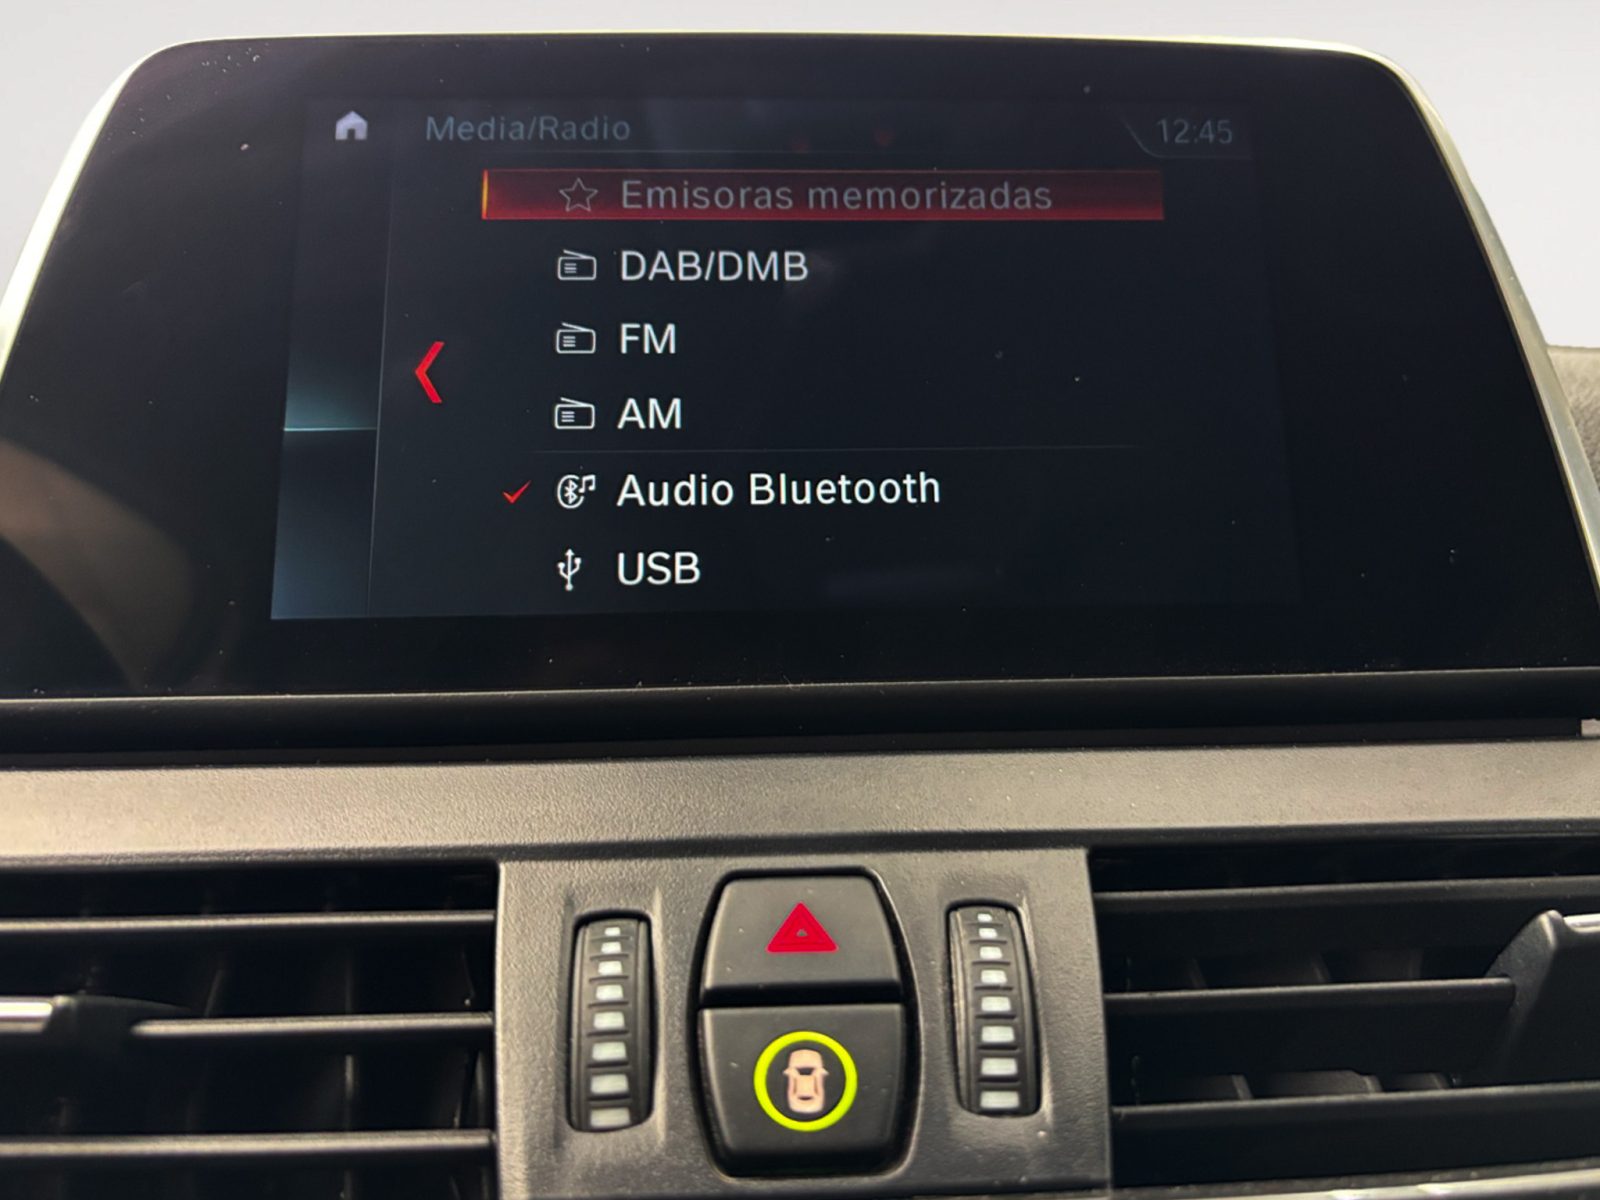 Media/Radio
12:45
Emisoras memorizadas
DAB/DMB
FM
AM
Audio Bluetooth
USB